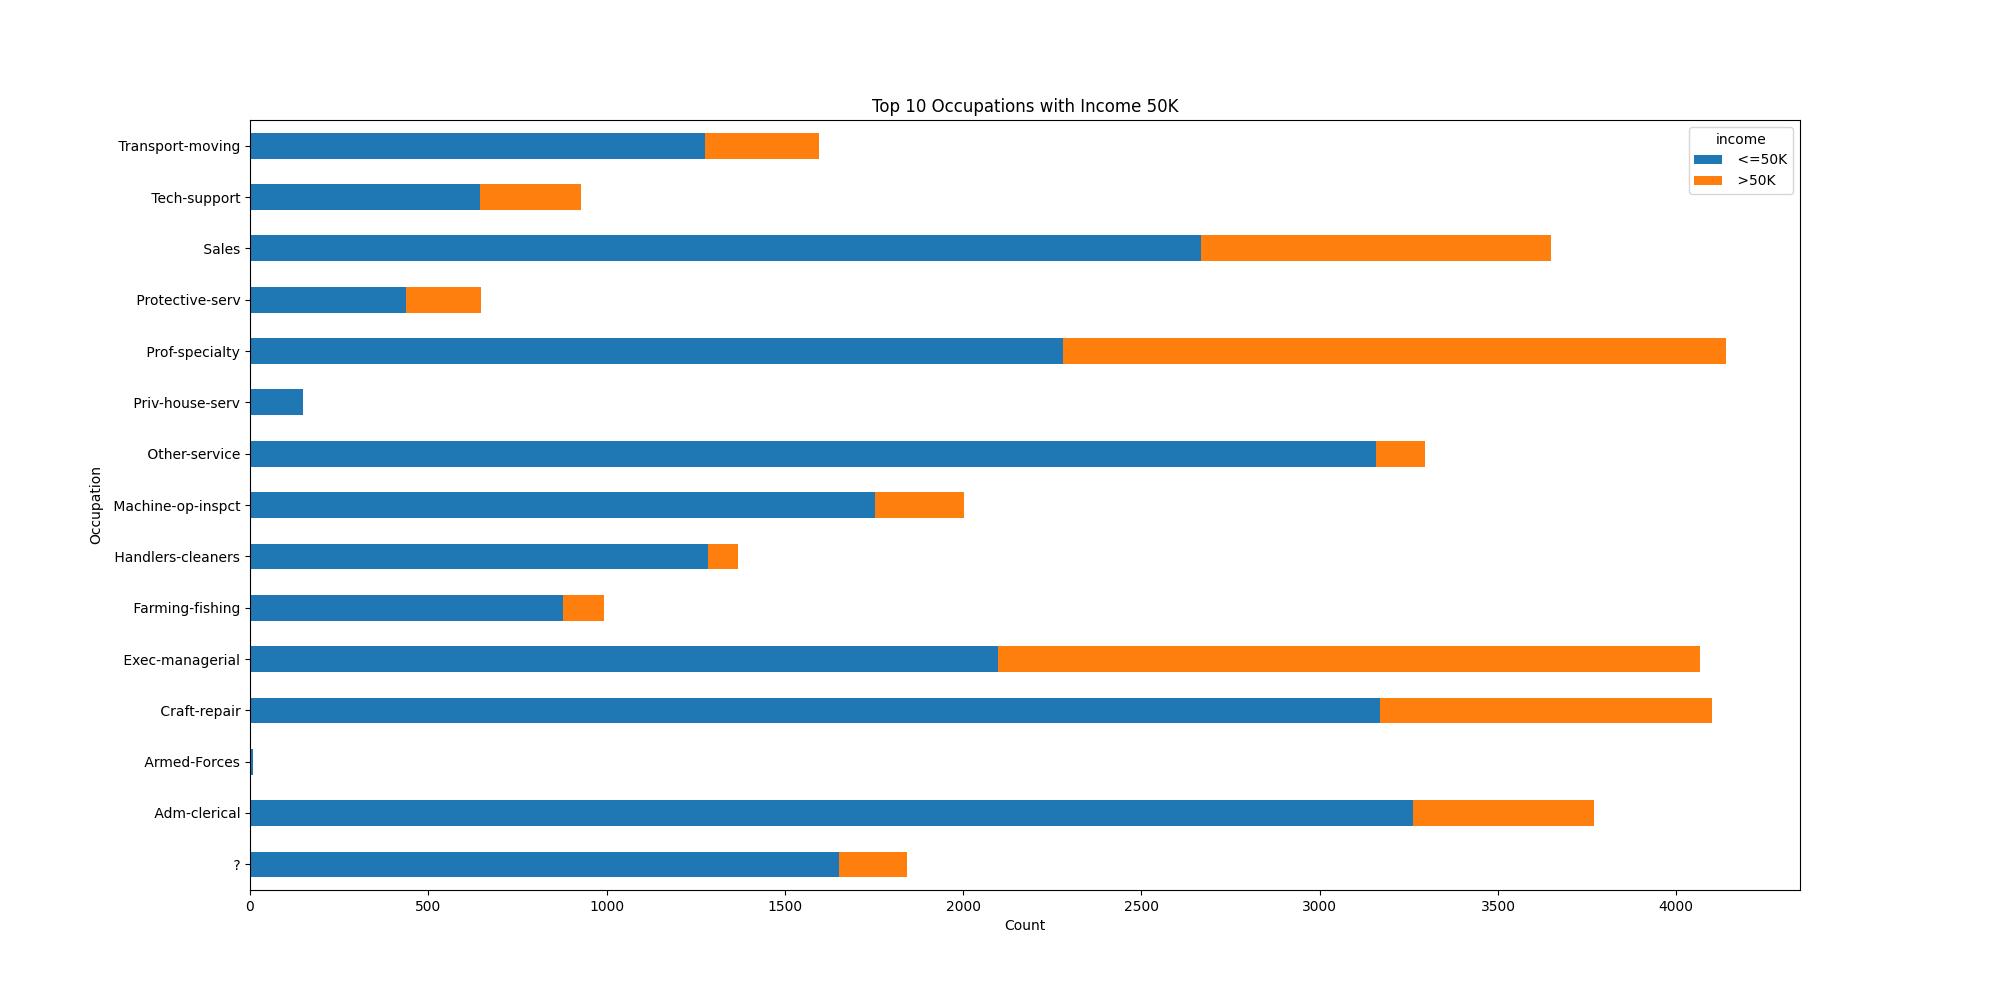 Top 10 Occupations with Income 50K
income
<=50K
>50K
Transport-moving
Tech-support
Sales
Protective-serv
Prof-specialty
Priv-house-serv
Other-service
Machine-op-inspct
Handlers-cleaners
Farming-fishing
Exec-managerial
Craft-repair
Armed-Forces
Adm-clerical
?
Occupation
0 500 1000 1500 2000 2500 3000 3500 4000
Count